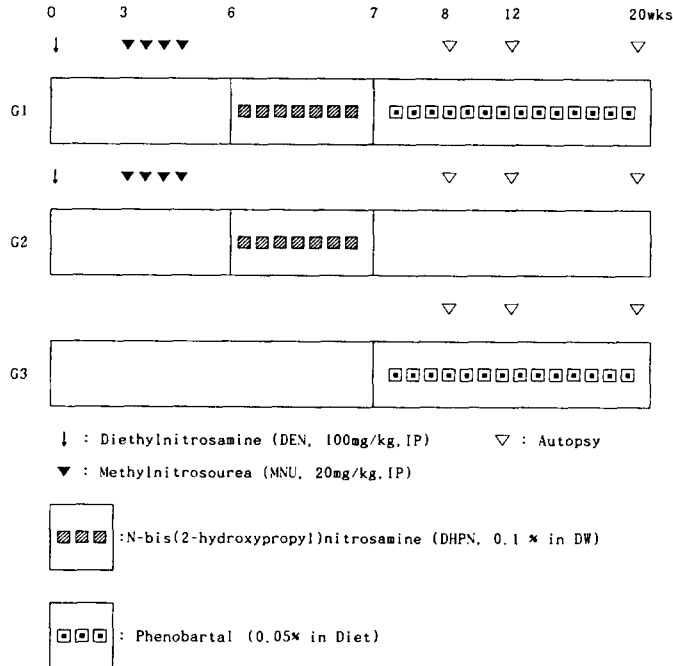 0 3 6 7 8 12 20wks
G1
G2
G3
↓ : Diethylnitrosamine (DEN, 100mg/kg,IP) ▽ : Autopsy
▼ : Methylnitrosourea (MNU, 20mg/kg,IP)
:N-bis(2-hydroxypropyl)nitrosamine (DHPN, 0.1 % in DW)
: Phenobartal (0.05% in Diet)